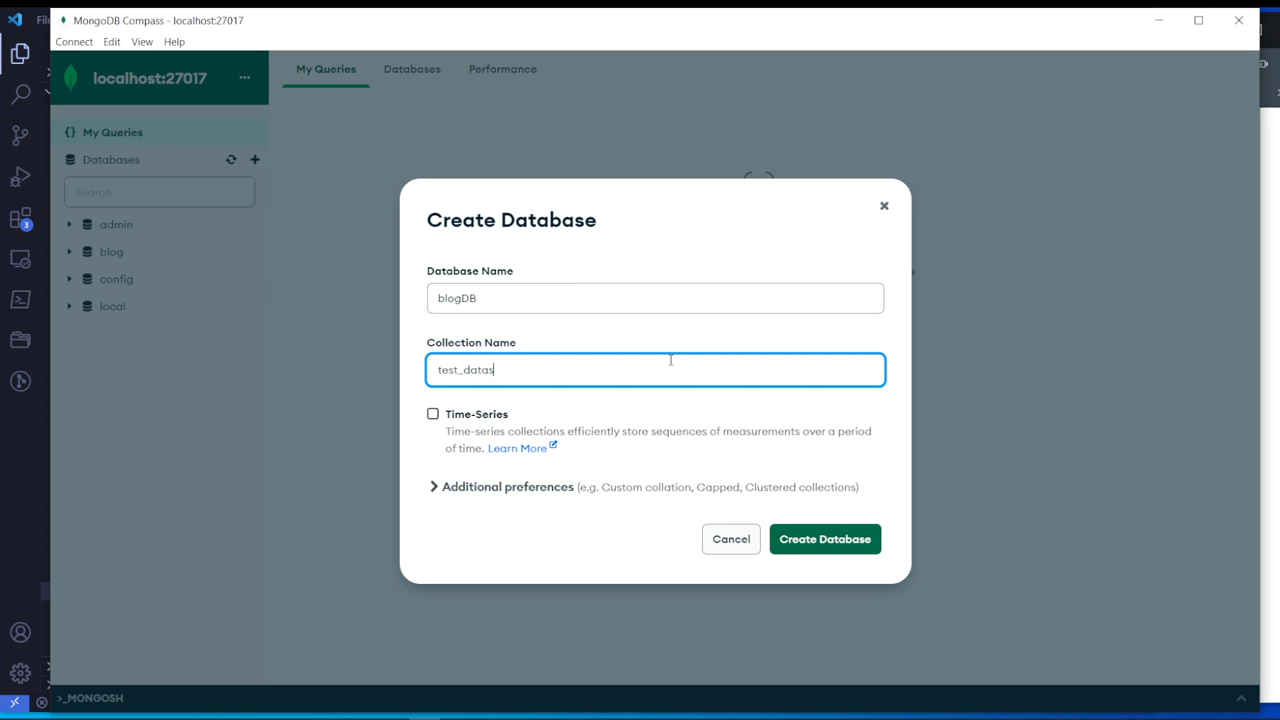 Fil
MongoDB Compass - localhost:27017
Connect Edit View Help
localhost:27017 ...
My Queries Databases Performance
{} My Queries
Databases
Search
admin
blog
config
local
3
Create Database
Database Name
blogDB
Collection Name
test_datas
Time-Series
Time-series collections efficiently store sequences of measurements over a period
of time. Learn More
Additional preferences (e.g. Custom collation, Capped, Clustered collections)
Cancel Create Database
>_MONGOSH